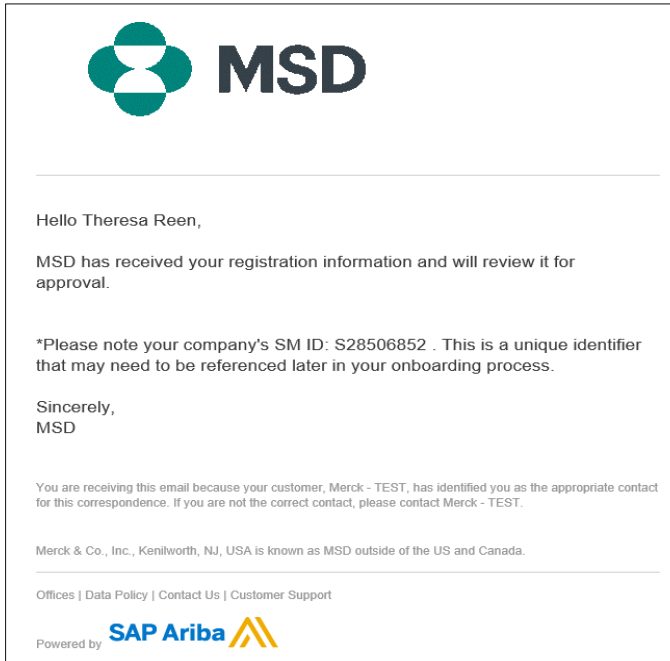 MSD
Hello Theresa Reen,
MSD has received your registration information and will review it for
approval.
*Please note your company's SM ID: S28506852 . This is a unique identifier
that may need to be referenced later in your onboarding process.
Sincerely,
MSD
You are receiving this email because your customer, Merck - TEST, has identified you as the appropriate contact
for this correspondence. If you are not the correct contact, please contact Merck - TEST.
Merck & Co., Inc., Kenilworth, NJ, USA is known as MSD outside of the US and Canada.
Offices | Data Policy | Contact Us | Customer Support
Powered by SAP Ariba